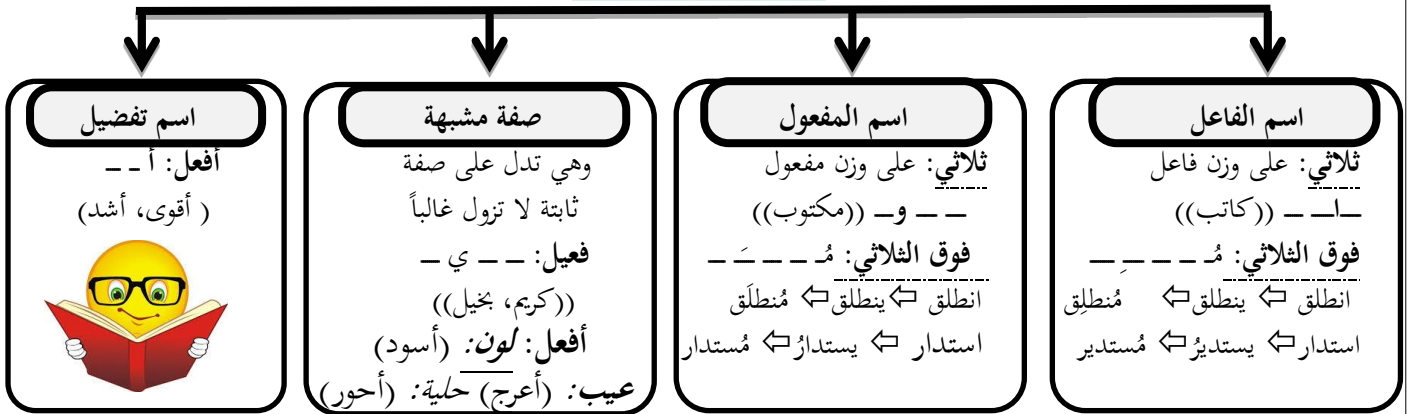 اسم الفاعل
ثلاثي: على وزن فاعل
ـاـ ـ ((كاتب))
فوق الثلاثي: مُـ ـ ـ ـ ـِ ـ
انطلق ⇦ ينطلق ⇦ مُنطلِق
استدار ⇦ يستديرُ ⇦ مُستدير
اسم المفعول
ثلاثي: على وزن مفعول
ـ ـ وـ ((مكتوب))
فوق الثلاثي: مُـ ـ ـ ـ ـَ ـ
انطلق ⇦ ينطلق ⇦ مُنطلَق
استدار ⇦ يستدارُ ⇦ مُستدار
صفة مشبهة
وهي تدل على صفة
ثابتة لا تزول غالباً
فعيل: ـ ـ ي ـ
((كريم، بخيل))
أفعل: لون: (أسود)
عيب: (أعرج) حلية: (أحور)
اسم تفضيل
أفعل: أ ـ ـ
( أقوى، أشد)